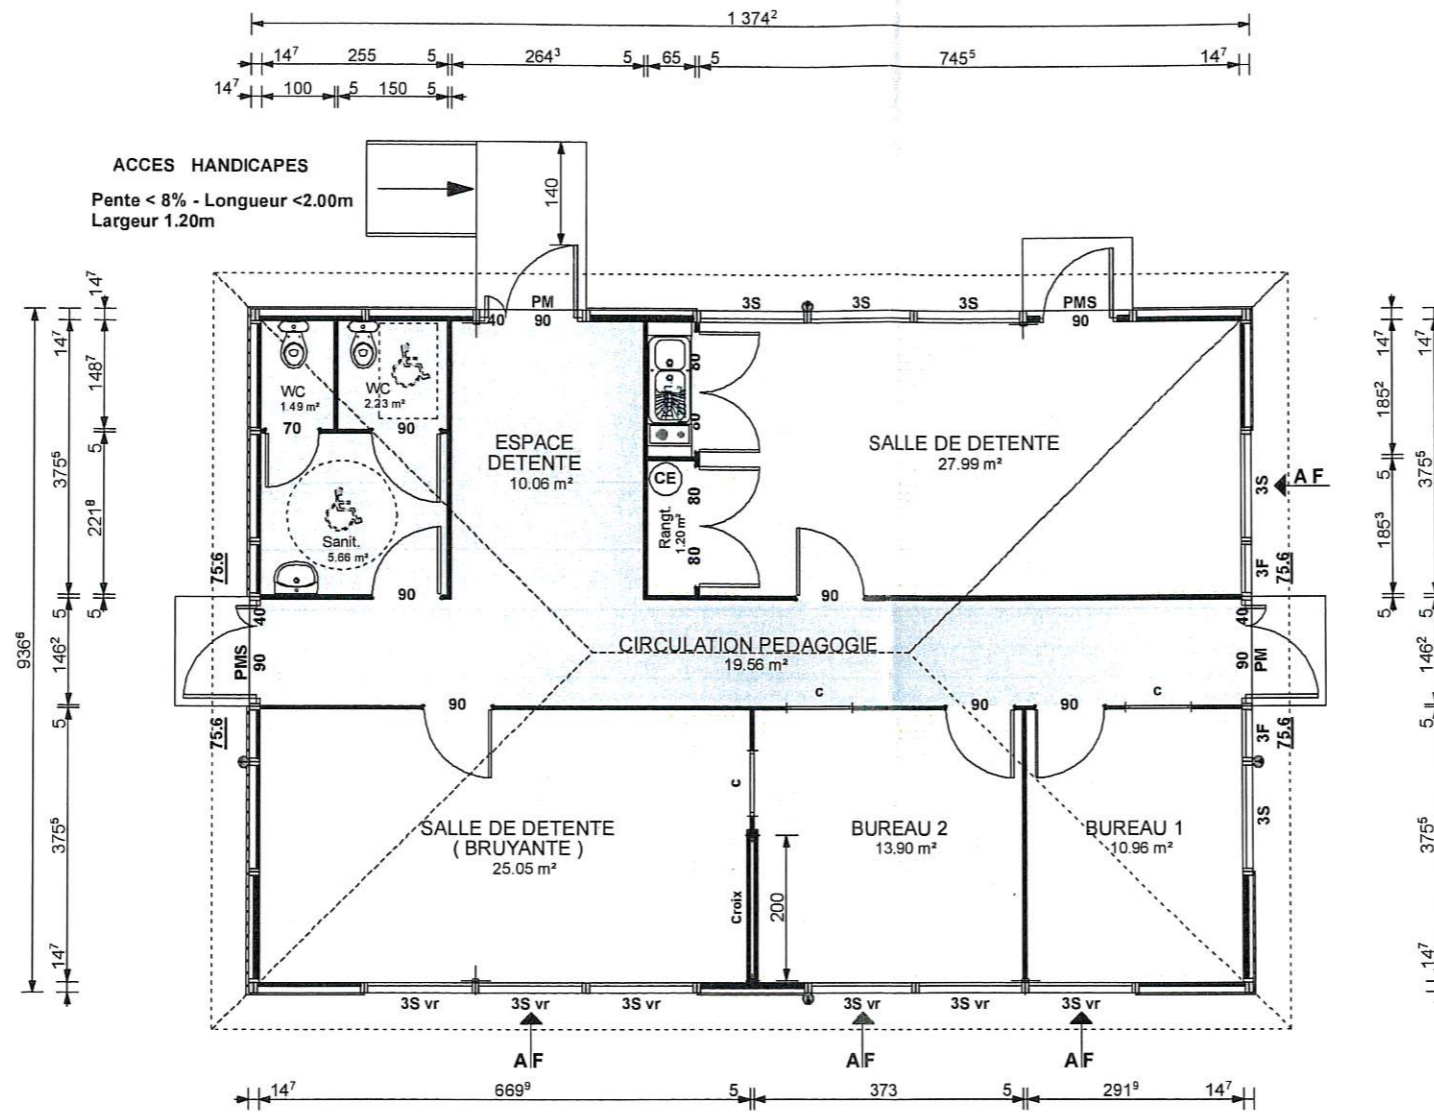 1 374²
14⁷ 255 5 264³ 5 65 5 745⁵ 14⁷
14⁷ 100 5 150 5
ACCES HANDICAPES
Pente < 8% - Longueur <2.00m
Largeur 1.20m
140
PM
40 90
3S 3S 3S
PMS
90
14⁷
14⁷
148⁷
5
375⁵
221⁸
5
5
936⁶
146²
5
375⁵
14⁷
WC
1.49 m²
70
WC
2.23 m²
90
ESPACE
DETENTE
10.06 m²
80
80
SALLE DE DETENTE
27.99 m²
CE
Rangt.
1.20 m²
80
80
Sanit.
5.66 m²
90
90
3S
A F
3F
75.6
75.6
40
PMS
90
CIRCULATION PEDAGOGIE
19.56 m²
40
90
PM
75.6
90
C
90
90
C
3F
75.6
3S
C
SALLE DE DETENTE
( BRUYANTE )
25.05 m²
Croix
200
BUREAU 2
13.90 m²
BUREAU 1
10.96 m²
14⁷
185²
5
185³
5
14⁷
375⁵
5
146²
5
375⁵
14⁷
3S vr 3S vr 3S vr 3S vr 3S vr 3S vr
A F A F A F
14⁷ 669⁹ 5 373 5 291⁹ 14⁷